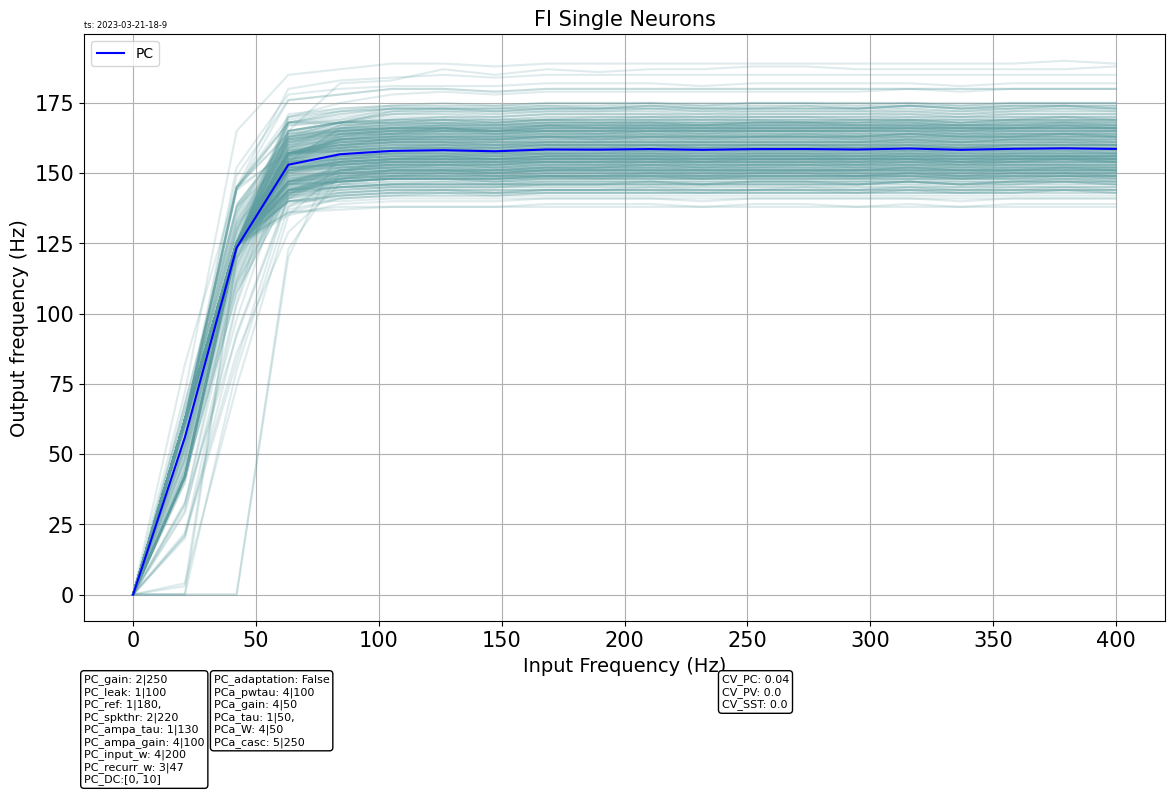 ts: 2023-03-21-18-9
FI Single Neurons
PC
Output frequency (Hz)
175
150
125
100
75
50
25
0
0 50 100 150 200 250 300 350 400
Input Frequency (Hz)
PC_gain: 2|250
PC_leak: 1|100
PC_ref: 1|180,
PC_spkthr: 2|220
PC_ampa_tau: 1|130
PC_ampa_gain: 4|100
PC_input_w: 4|200
PC_recurr_w: 3|47
PC_DC:[0, 10]
PC_adaptation: False
PCa_pwtau: 4|100
PCa_gain: 4|50
PCa_tau: 1|50,
PCa_W: 4|50
PCa_casc: 5|250
CV_PC: 0.04
CV_PV: 0.0
CV_SST: 0.0